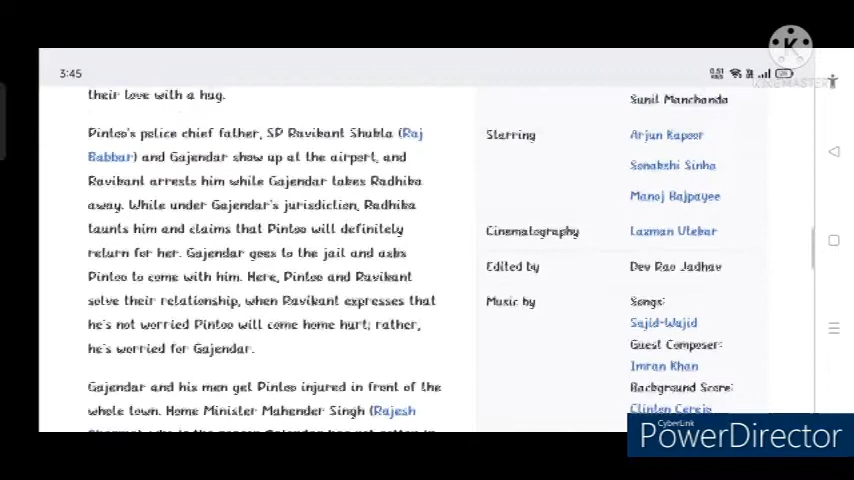 3:45
0.51
KINEMASTER
their love with a hug.
Pintoo's police chief father, SP Ravikant Shukla (Raj
Babbar) and Gajendar show up at the airport, and
Ravikant arrests him while Gajendar takes Radhika
away. While under Gajendar's jurisdiction, Radhika
taunts him and claims that Pintoo will definitely
return for her. Gajendar goes to the jail and asks
Pintoo to come with him. Here, Pintoo and Ravikant
solve their relationship, when Ravikant expresses that
he's not worried Pintoo will come home hurt; rather,
he's worried for Gajendar.
Gajendar and his men get Pintoo injured in front of the
whole town. Home Minister Mahender Singh (Rajesh
Sunil Manchanda
Starring
Arjun Kapoor
Sonakshi Sinha
Manoj Bajpayee
Cinematography
Laxman Utekar
Edited by
Dev Rao Jadhav
Music by
Songs:
Sajid-Wajid
Guest Composer:
Imran Khan
Background Score:
Clinton Cerejo
CyberLink
PowerDirector